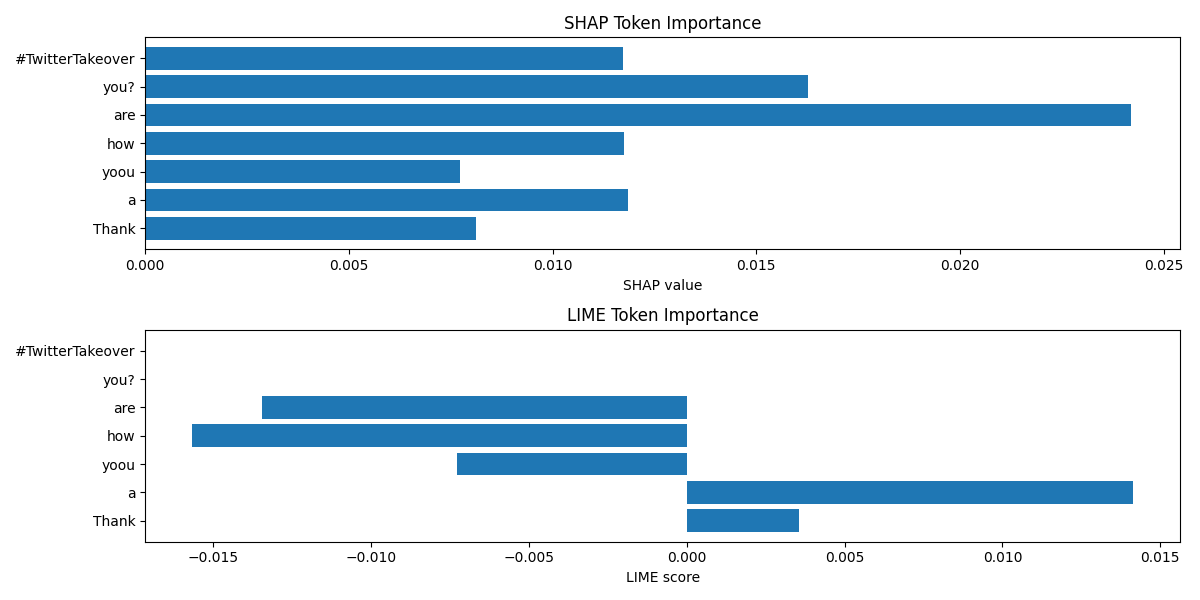 SHAP Token Importance
#TwitterTakeover
you?
are
how
yoou
a
Thank
0.000 0.005 0.010 0.015 0.020 0.025
SHAP value
LIME Token Importance
#TwitterTakeover
you?
are
how
yoou
a
Thank
−0.015 −0.010 −0.005 0.000 0.005 0.010 0.015
LIME score